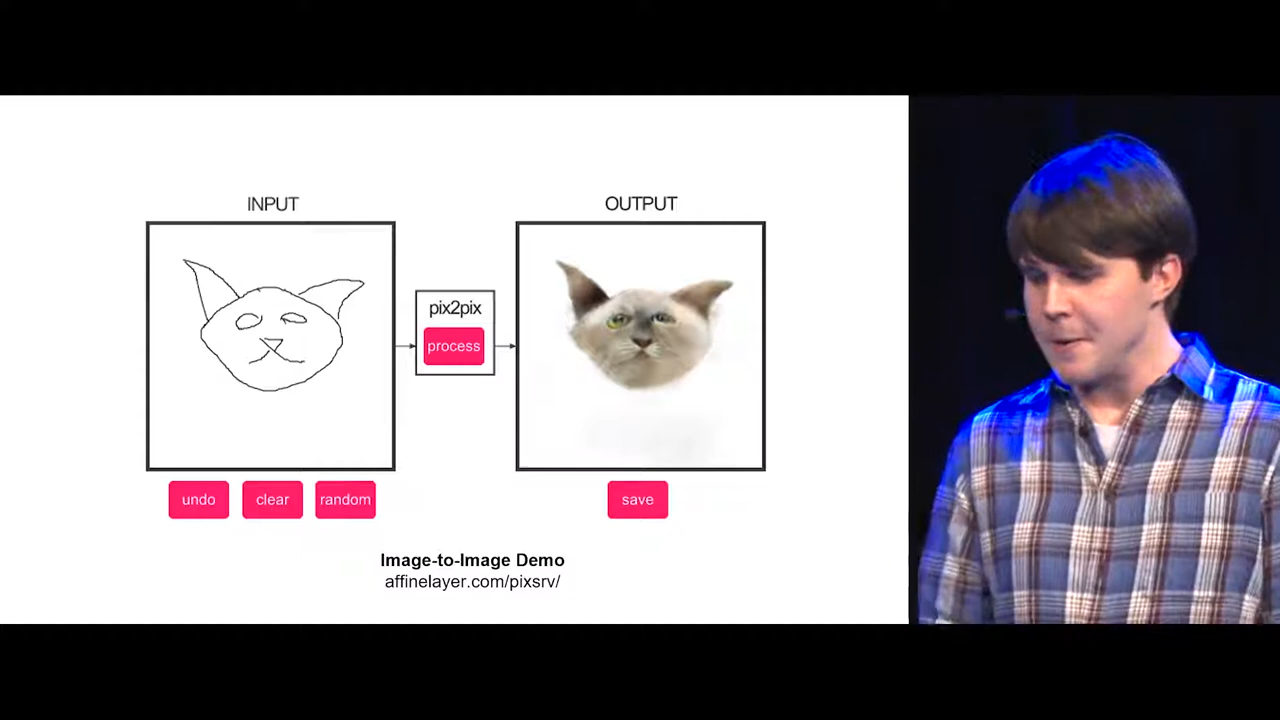 INPUT
OUTPUT
pix2pix
process
undo
clear
random
save
Image-to-Image Demo
affinelayer.com/pixsrv/